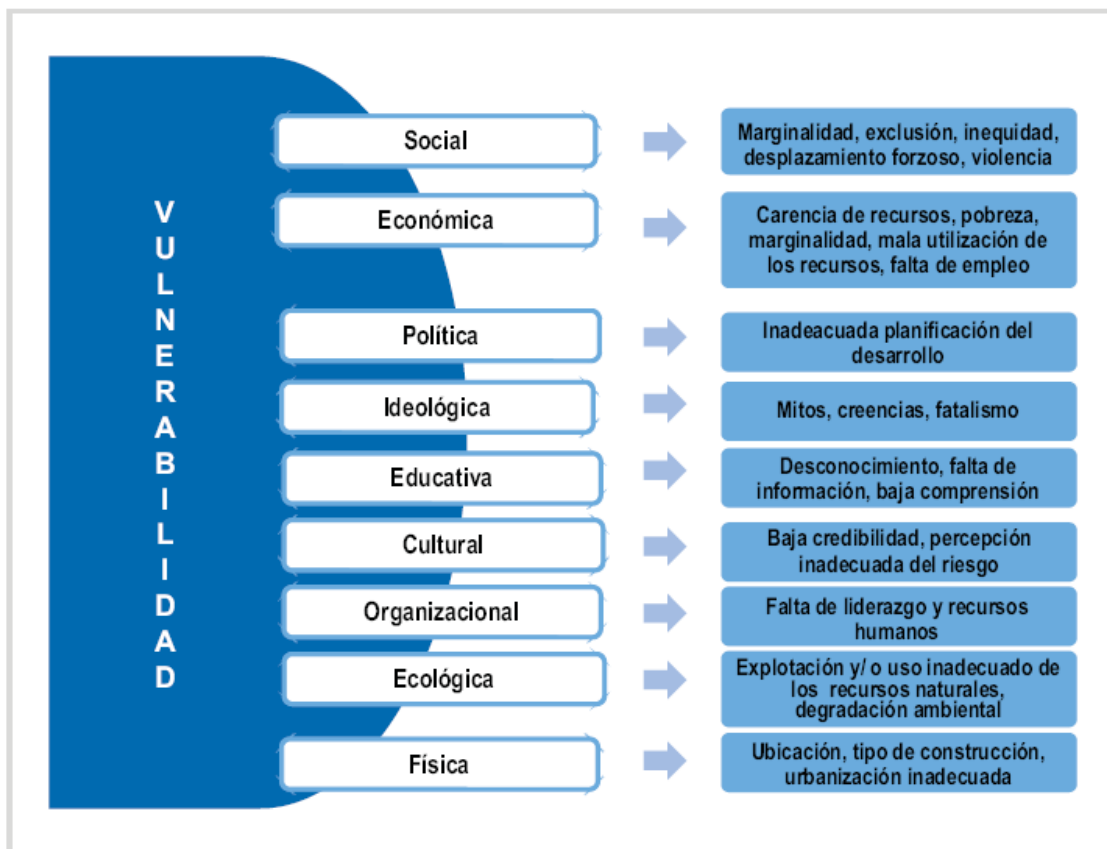 VULNERABILIDAD
Social
Marginalidad, exclusión, inequidad,
desplazamiento forzoso, violencia
Económica
Carencia de recursos, pobreza,
marginalidad, mala utilización de
los recursos, falta de empleo
Política
Inadeacuada planificación del
desarrollo
Ideológica
Mitos, creencias, fatalismo
Educativa
Desconocimiento, falta de
información, baja comprensión
Cultural
Baja credibilidad, percepción
inadecuada del riesgo
Organizacional
Falta de liderazgo y recursos
humanos
Ecológica
Explotación y/ o uso inadecuado de
los recursos naturales,
degradación ambiental
Física
Ubicación, tipo de construcción,
urbanización inadecuada